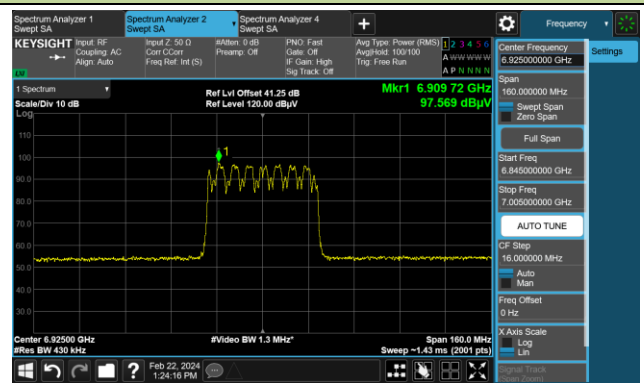 Spectrum Analyzer 1
Swept SA
Spectrum Analyzer 2
Swept SA
Spectrum Analyzer 4
Swept SA
+
Frequency
KEYSIGHT
Input: RF
Coupling: AC
Align: Auto
Input Z: 50 Ω
Corr CCorr
Freq Ref: Int (S)
#Atten: 0 dB
Preamp: Off
PNO: Fast
Gate: Off
IF Gain: High
Sig Track: Off
Avg Type: Power (RMS)
Avg|Hold: 100/100
Trig: Free Run
1 2 3 4 5 6
A W W W W W
A P N N N N
1 Spectrum
Scale/Div 10 dB
Log
Ref Lvl Offset 41.25 dB
Ref Level 120.00 dBµV
Mkr1 6.909 72 GHz
97.569 dBµV
1
110
100
90.0
80.0
70.0
60.0
50.0
40.0
30.0
Center 6.92500 GHz
#Res BW 430 kHz
#Video BW 1.3 MHz*
Span 160.0 MHz
Sweep ~1.43 ms (2001 pts)
Center Frequency
6.925000000 GHz
Settings
Span
160.000000 MHz
Swept Span
Zero Span
Full Span
Start Freq
6.845000000 GHz
Stop Freq
7.005000000 GHz
AUTO TUNE
CF Step
16.000000 MHz
Auto
Man
Freq Offset
0 Hz
X Axis Scale
Log
Lin
Signal Track
(Span Zoom)
?
Feb 22, 2024
1:24:16 PM